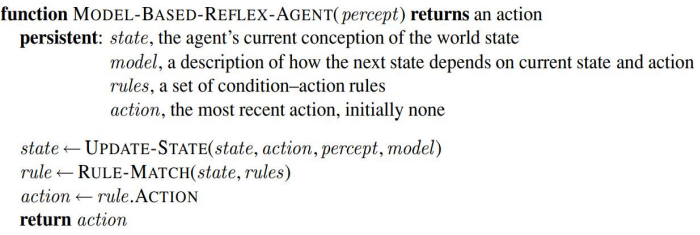 function MODEL-BASED-REFLEX-AGENT(percept) returns an action
persistent: state, the agent's current conception of the world state
model, a description of how the next state depends on current state and action
rules, a set of condition–action rules
action, the most recent action, initially none
state ← UPDATE-STATE(state, action, percept, model)
rule ← RULE-MATCH(state, rules)
action ← rule.ACTION
return action